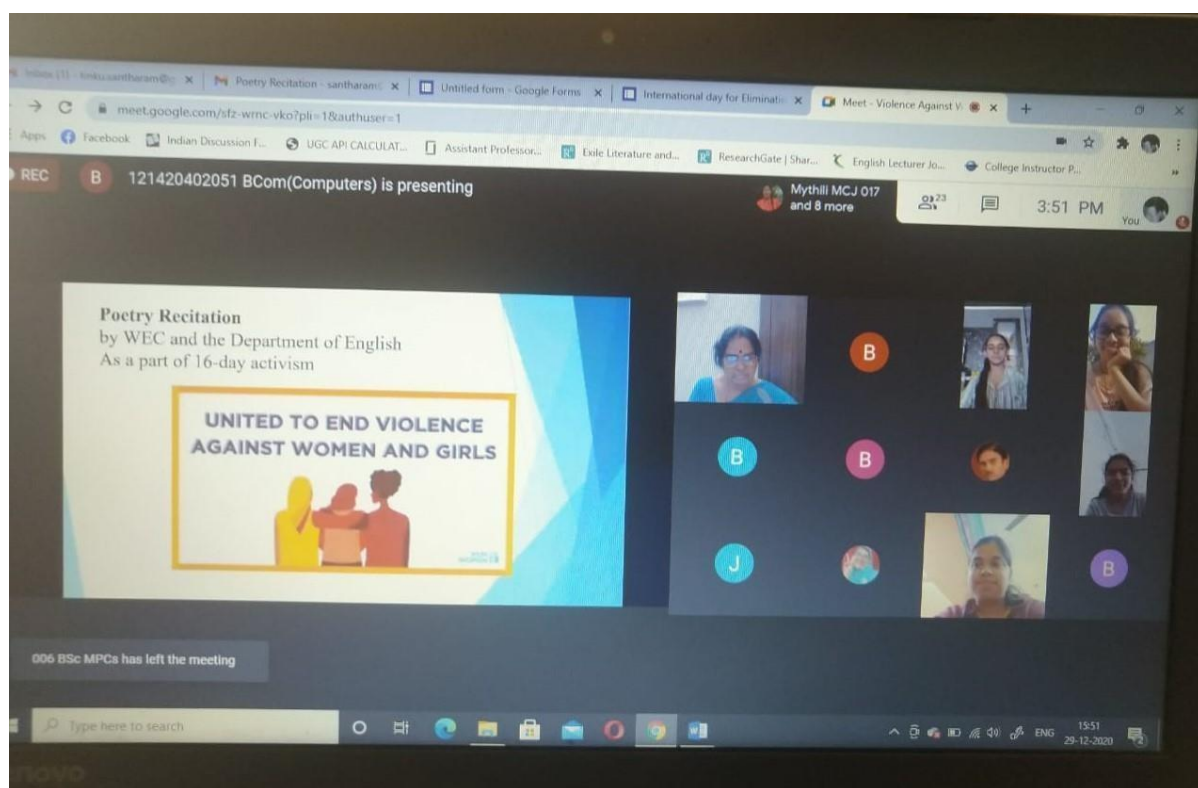 Poetry Recitation - santharam
Untitled form - Google Forms
International day for Eliminati
Meet - Violence Against V
meet.google.com/sfz-wrnc-vko?pli=1&authuser=1
Apps
Facebook
Indian Discussion F...
UGC API CALCULAT...
Assistant Professor...
Exile Literature and...
ResearchGate | Shar...
English Lecturer Jo...
College Instructor P...
REC
B
121420402051 BCom(Computers) is presenting
Mythili MCJ 017
and 8 more
23
3:51 PM
You
Poetry Recitation
by WEC and the Department of English
As a part of 16-day activism
UNITED TO END VIOLENCE
AGAINST WOMEN AND GIRLS
B
B
B
J
B
006 BSc MPCs has left the meeting
Type here to search
ENG
15:51
29-12-2020
2
enovo